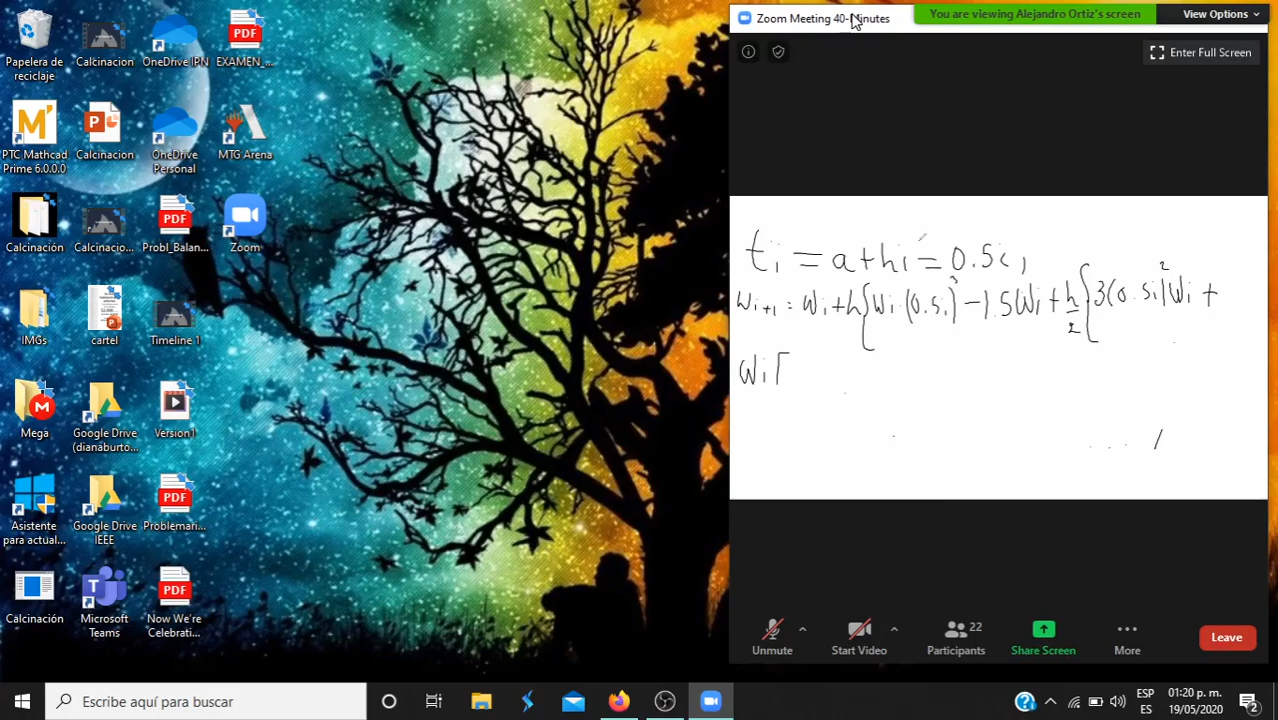 Papelera de reciclaje
Calcinacion
OneDrive IPN
EXAMEN_...
PTC Mathcad Prime 6.0.0.0
Calcinacion
OneDrive Personal
MTG Arena
Calcinación
Calcinacio...
Probl_Balan...
Zoom
IMGs
cartel
Timeline 1
Mega
Google Drive (dianaburto...
Version1
Asistente para actual...
Google Drive IEEE
Problemari...
Calcinación
Microsoft Teams
Now We're Celebrati...
Zoom Meeting 40-Minutes
You are viewing Alejandro Ortiz's screen
View Options
Enter Full Screen
ti = a+hi = 0.5i,
wi+1 = wi+h{wi(0.5i)³ - 1.5wi + h/2{3(0.5i)²wi +
wi[
Unmute
Start Video
22
Participants
Share Screen
More
Leave
Escribe aquí para buscar
ESP
ES
01:20 p. m.
19/05/2020
2